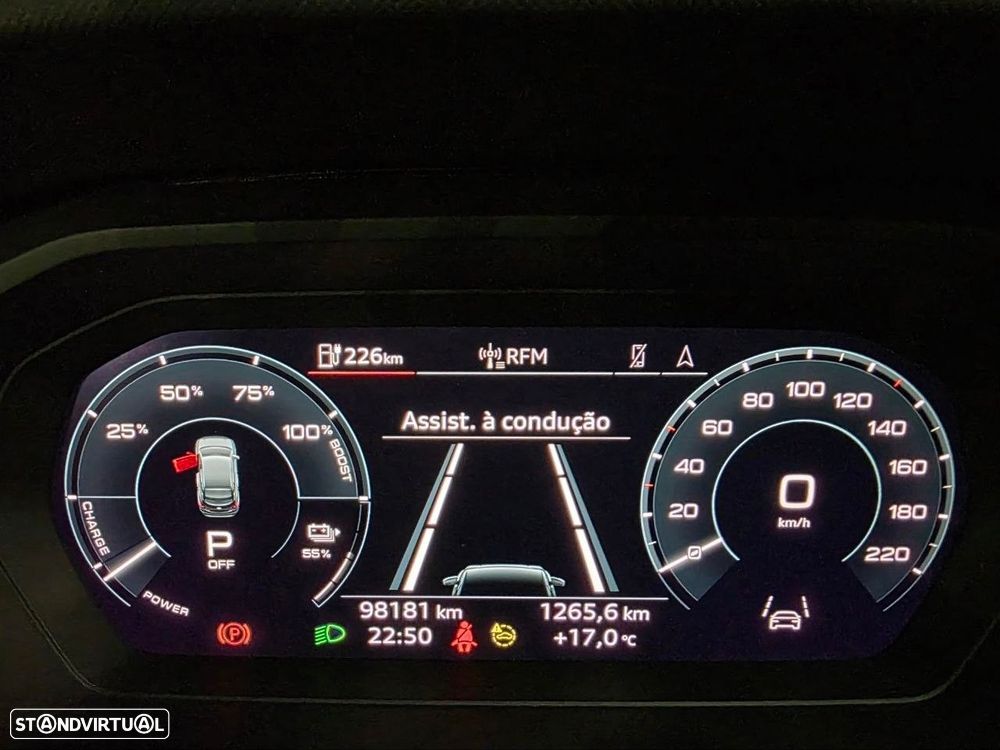 226km
RFM
Assist. à condução
25%
50%
75%
100%
BOOST
CHARGE
POWER
P
OFF
55%
20
40
60
80
100
120
140
160
180
220
0
km/h
98181 km
1265,6 km
22:50
+17,0 °C
P
STANDVIRTUAL